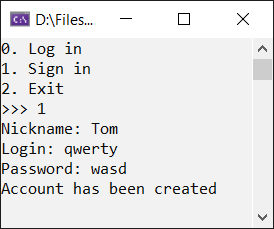 D:\Files...
0. Log in
1. Sign in
2. Exit
>>> 1
Nickname: Tom
Login: qwerty
Password: wasd
Account has been created